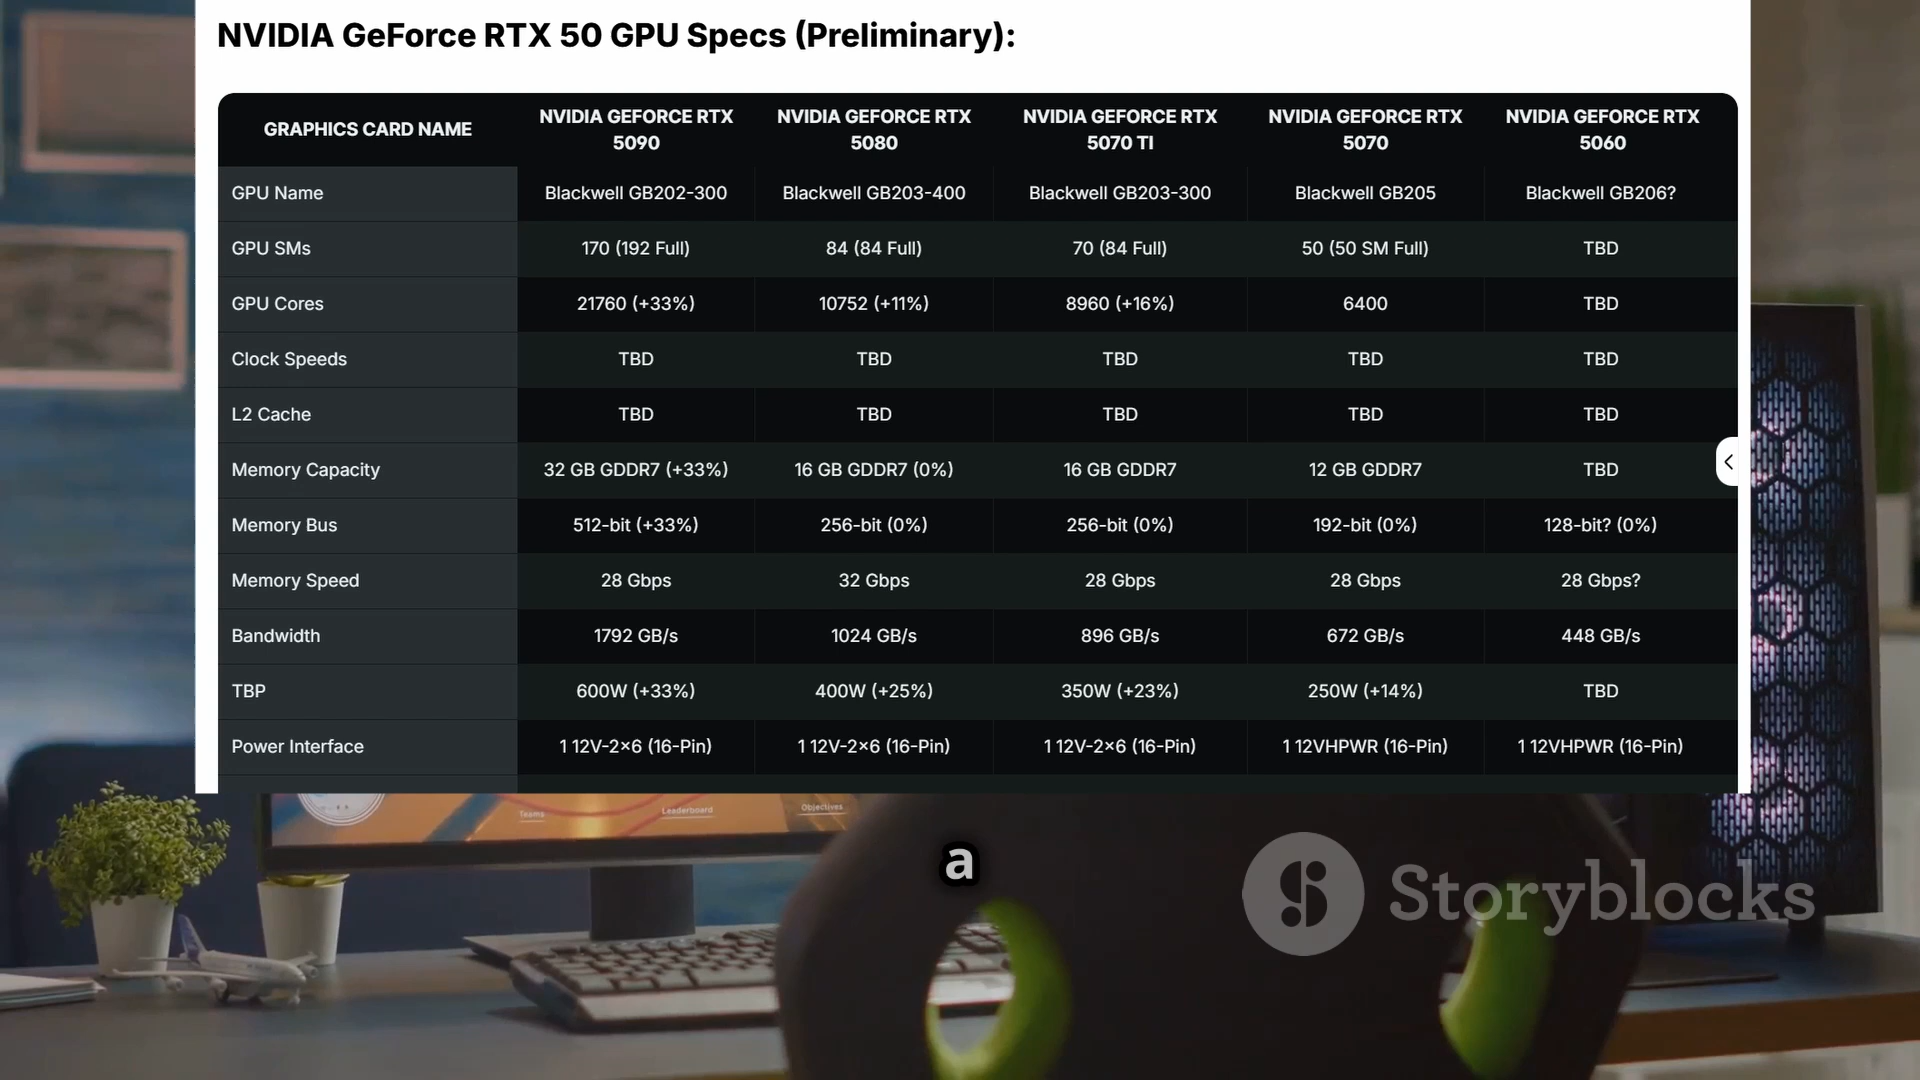 NVIDIA GeForce RTX 50 GPU Specs (Preliminary):
GRAPHICS CARD NAME NVIDIA GEFORCE RTX 5090 NVIDIA GEFORCE RTX 5080 NVIDIA GEFORCE RTX 5070 TI NVIDIA GEFORCE RTX 5070 NVIDIA GEFORCE RTX 5060
GPU Name Blackwell GB202-300 Blackwell GB203-400 Blackwell GB203-300 Blackwell GB205 Blackwell GB206?
GPU SMs 170 (192 Full) 84 (84 Full) 70 (84 Full) 50 (50 SM Full) TBD
GPU Cores 21760 (+33%) 10752 (+11%) 8960 (+16%) 6400 TBD
Clock Speeds TBD TBD TBD TBD TBD
L2 Cache TBD TBD TBD TBD TBD
Memory Capacity 32 GB GDDR7 (+33%) 16 GB GDDR7 (0%) 16 GB GDDR7 12 GB GDDR7 TBD
Memory Bus 512-bit (+33%) 256-bit (0%) 256-bit (0%) 192-bit (0%) 128-bit? (0%)
Memory Speed 28 Gbps 32 Gbps 28 Gbps 28 Gbps 28 Gbps?
Bandwidth 1792 GB/s 1024 GB/s 896 GB/s 672 GB/s 448 GB/s
TBP 600W (+33%) 400W (+25%) 350W (+23%) 250W (+14%) TBD
Power Interface 1 12V-2×6 (16-Pin) 1 12V-2×6 (16-Pin) 1 12V-2×6 (16-Pin) 1 12VHPWR (16-Pin) 1 12VHPWR (16-Pin)
Teams Leaderboard Objectives
a
Storyblocks